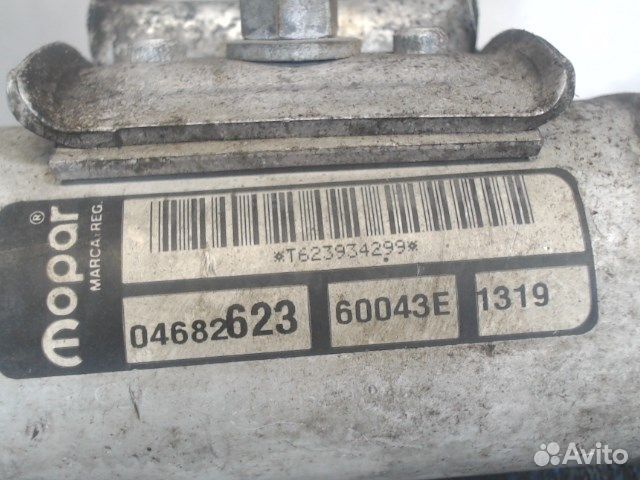 mopar®
MARCA REG.
*T623934299*
04682623 60043E 1319
Avito